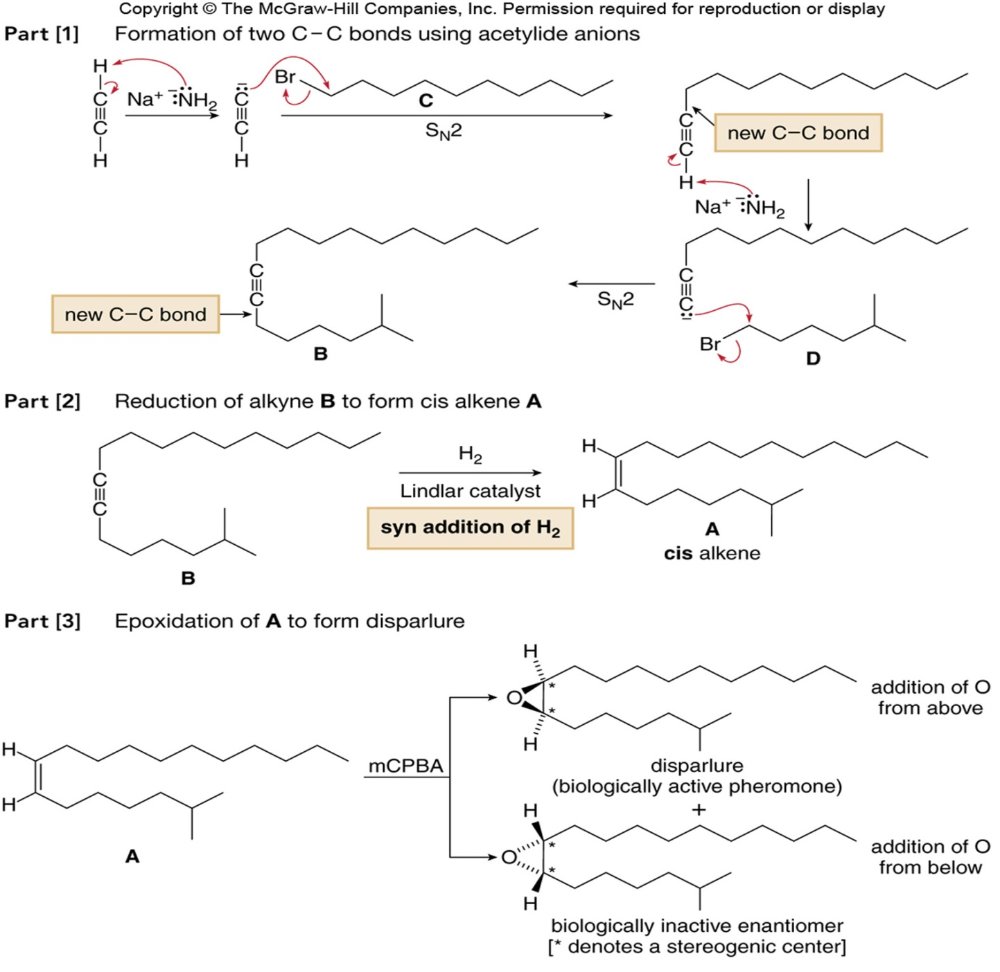 Copyright © The McGraw-Hill Companies, Inc. Permission required for reproduction or display
Part [1] Formation of two C–C bonds using acetylide anions
H
C
C
H
Na⁺ ⁻:NH₂
C
C
H
Br
C
SN2
C
C
H
new C–C bond
Na⁺ ⁻:NH₂
C
C
new C–C bond
B
SN2
C
C
Br
D
Part [2] Reduction of alkyne B to form cis alkene A
C
C
B
H₂
Lindlar catalyst
syn addition of H₂
H
H
A
cis alkene
Part [3] Epoxidation of A to form disparlure
H
H
A
mCPBA
H
O
*
*
H
addition of O
from above
disparlure
(biologically active pheromone)
+
H
O
*
*
H
addition of O
from below
biologically inactive enantiomer
[* denotes a stereogenic center]